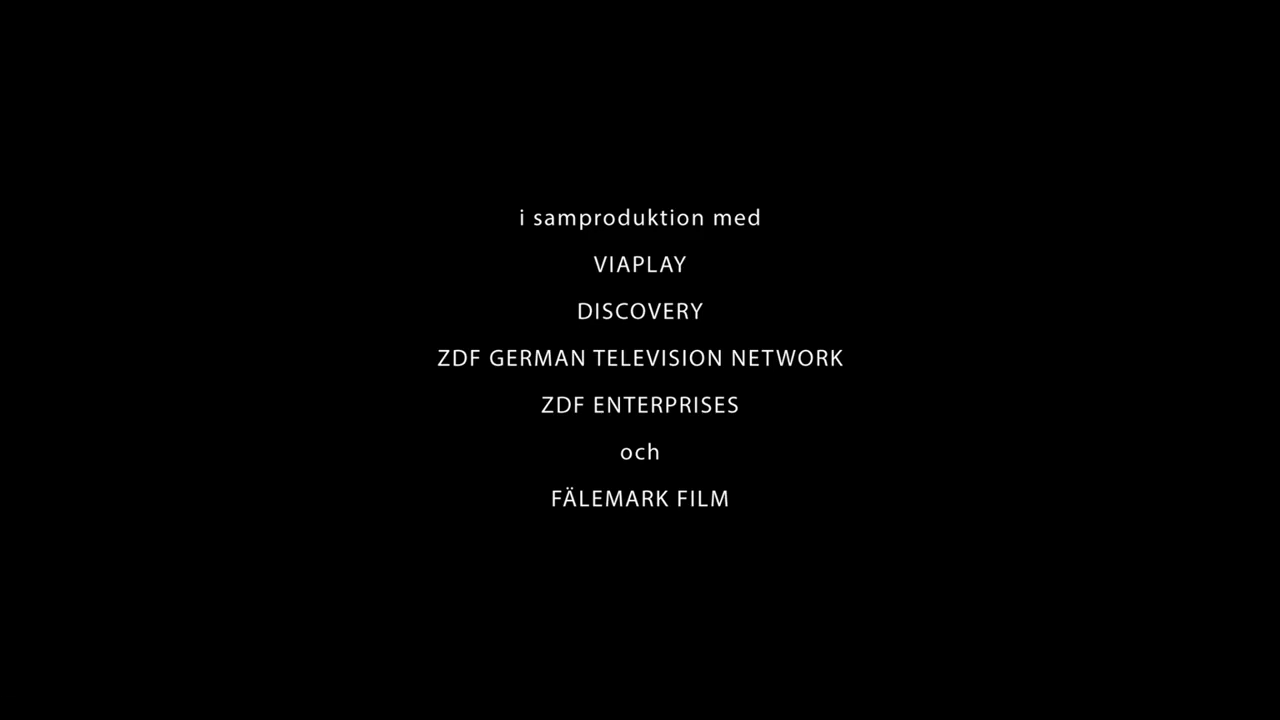 i samproduktion med
VIAPLAY
DISCOVERY
ZDF GERMAN TELEVISION NETWORK
ZDF ENTERPRISES
och
FÄLEMARK FILM